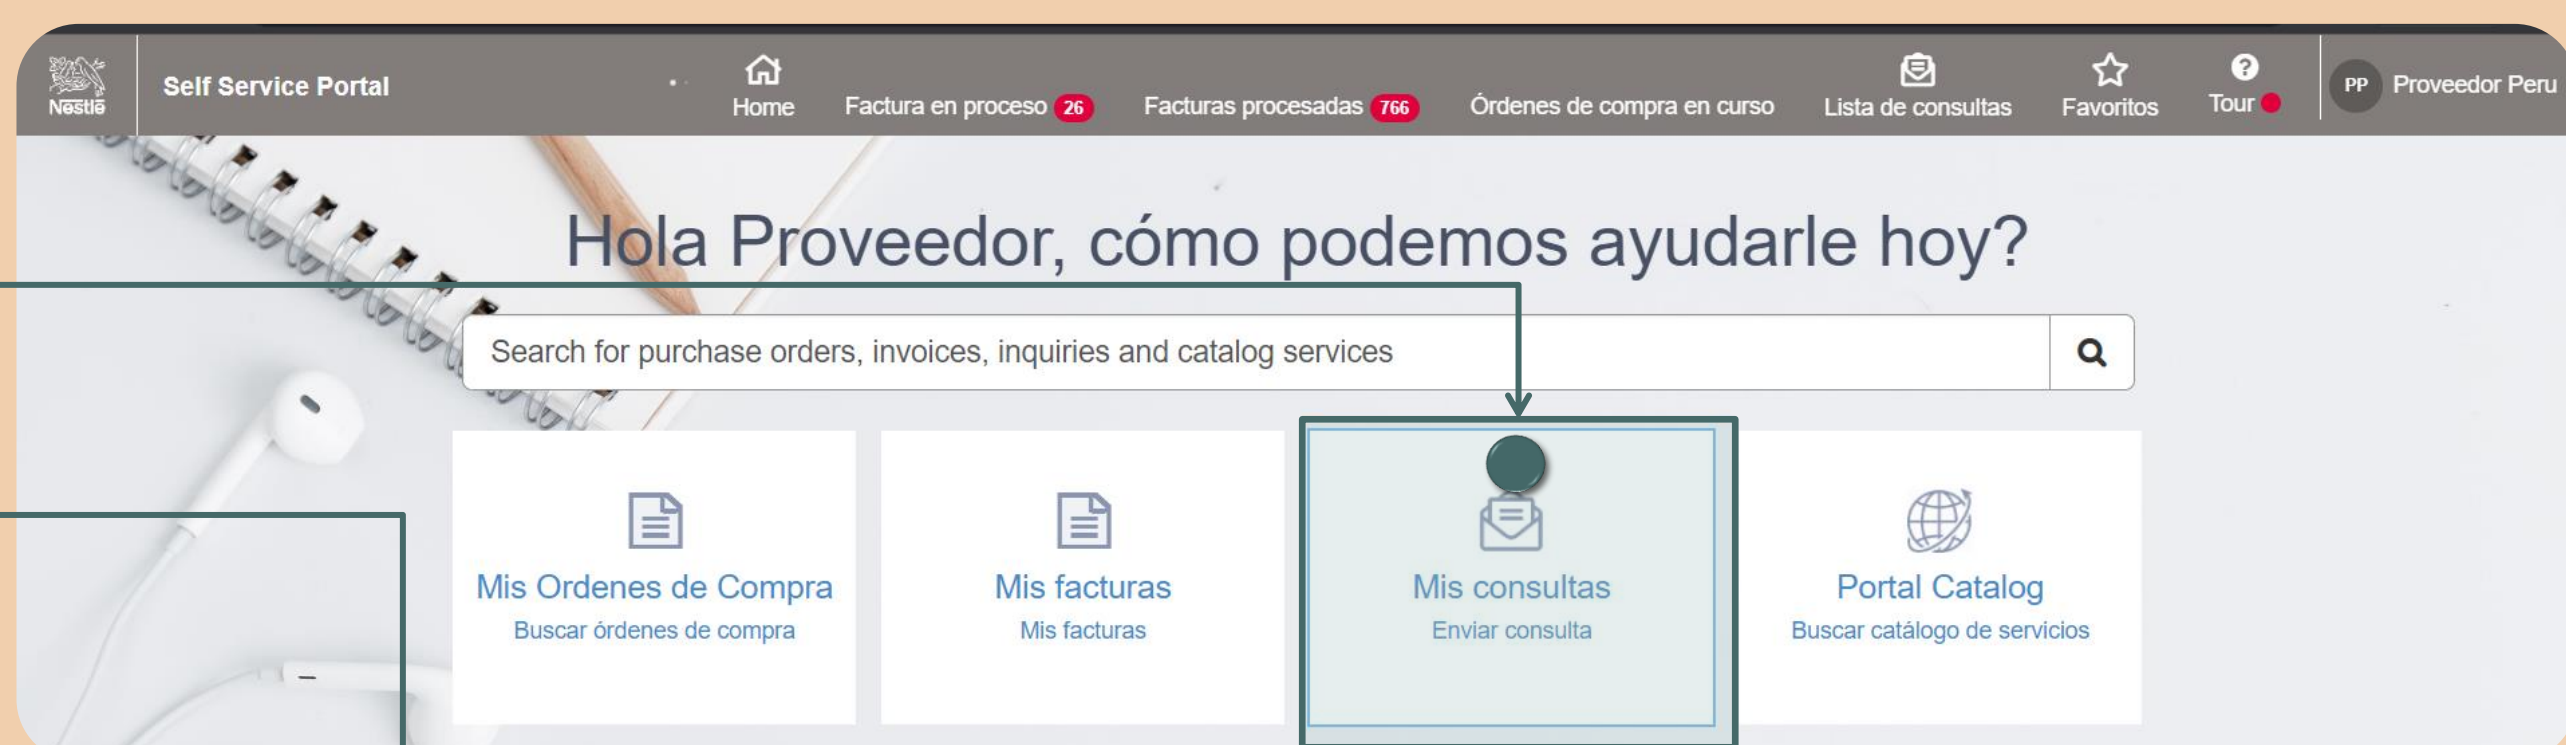 Nestlé
Self Service Portal
Home
Factura en proceso 26
Facturas procesadas 766
Órdenes de compra en curso
Lista de consultas
Favoritos
Tour
PP Proveedor Peru
Hola Proveedor, cómo podemos ayudarle hoy?
Search for purchase orders, invoices, inquiries and catalog services
Mis Ordenes de Compra
Buscar órdenes de compra
Mis facturas
Mis facturas
Mis consultas
Enviar consulta
Portal Catalog
Buscar catálogo de servicios